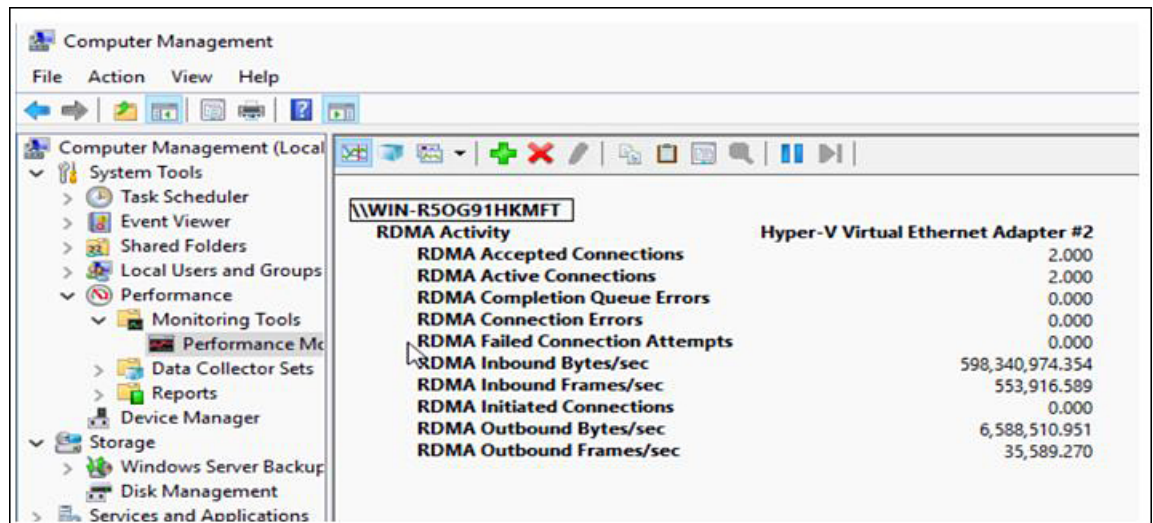 Computer Management
File Action View Help
Computer Management (Local
System Tools
Task Scheduler
Event Viewer
Shared Folders
Local Users and Groups
Performance
Monitoring Tools
Performance Mc
Data Collector Sets
Reports
Device Manager
Storage
Windows Server Backup
Disk Management
Services and Applications
\\WIN-R5OG91HKMFT
RDMA Activity Hyper-V Virtual Ethernet Adapter #2
RDMA Accepted Connections 2.000
RDMA Active Connections 2.000
RDMA Completion Queue Errors 0.000
RDMA Connection Errors 0.000
RDMA Failed Connection Attempts 0.000
RDMA Inbound Bytes/sec 598,340,974.354
RDMA Inbound Frames/sec 553,916.589
RDMA Initiated Connections 0.000
RDMA Outbound Bytes/sec 6,588,510.951
RDMA Outbound Frames/sec 35,589.270